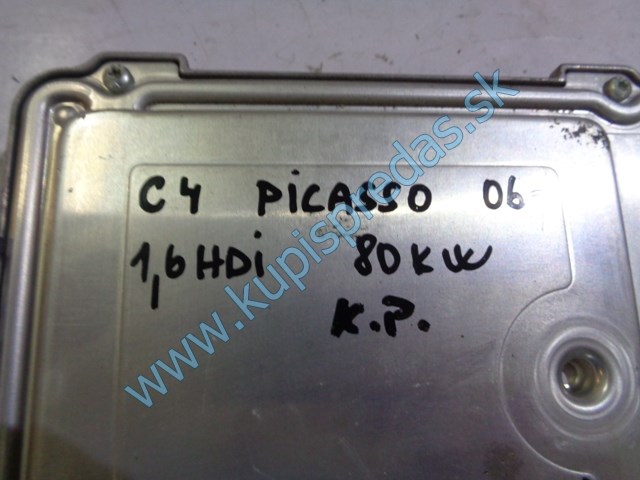 C4 PICASSO 06
1,6 HDi 80 KW
K.P.
www.kupispredas.sk